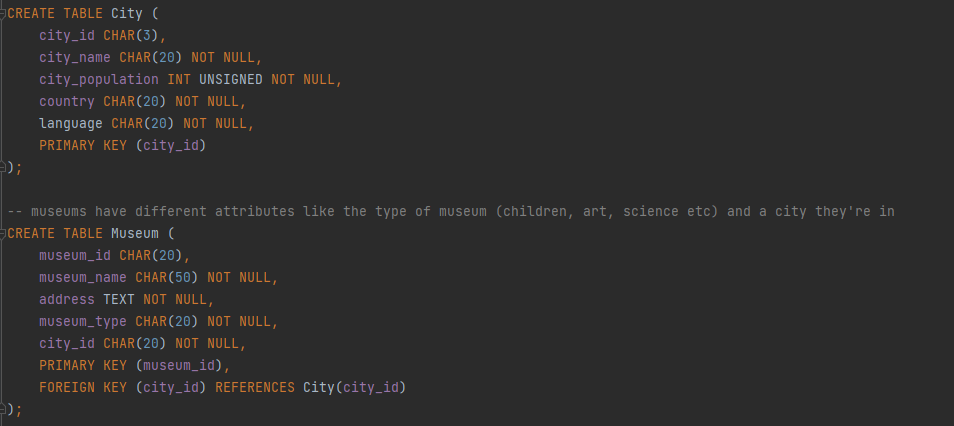 CREATE TABLE City (
    city_id CHAR(3),
    city_name CHAR(20) NOT NULL,
    city_population INT UNSIGNED NOT NULL,
    country CHAR(20) NOT NULL,
    language CHAR(20) NOT NULL,
    PRIMARY KEY (city_id)
);

-- museums have different attributes like the type of museum (children, art, science etc) and a city they're in
CREATE TABLE Museum (
    museum_id CHAR(20),
    museum_name CHAR(50) NOT NULL,
    address TEXT NOT NULL,
    museum_type CHAR(20) NOT NULL,
    city_id CHAR(20) NOT NULL,
    PRIMARY KEY (museum_id),
    FOREIGN KEY (city_id) REFERENCES City(city_id)
);